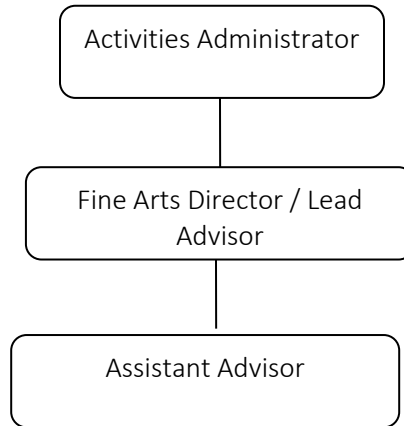 Activities Administrator
Fine Arts Director / Lead
Advisor
Assistant Advisor